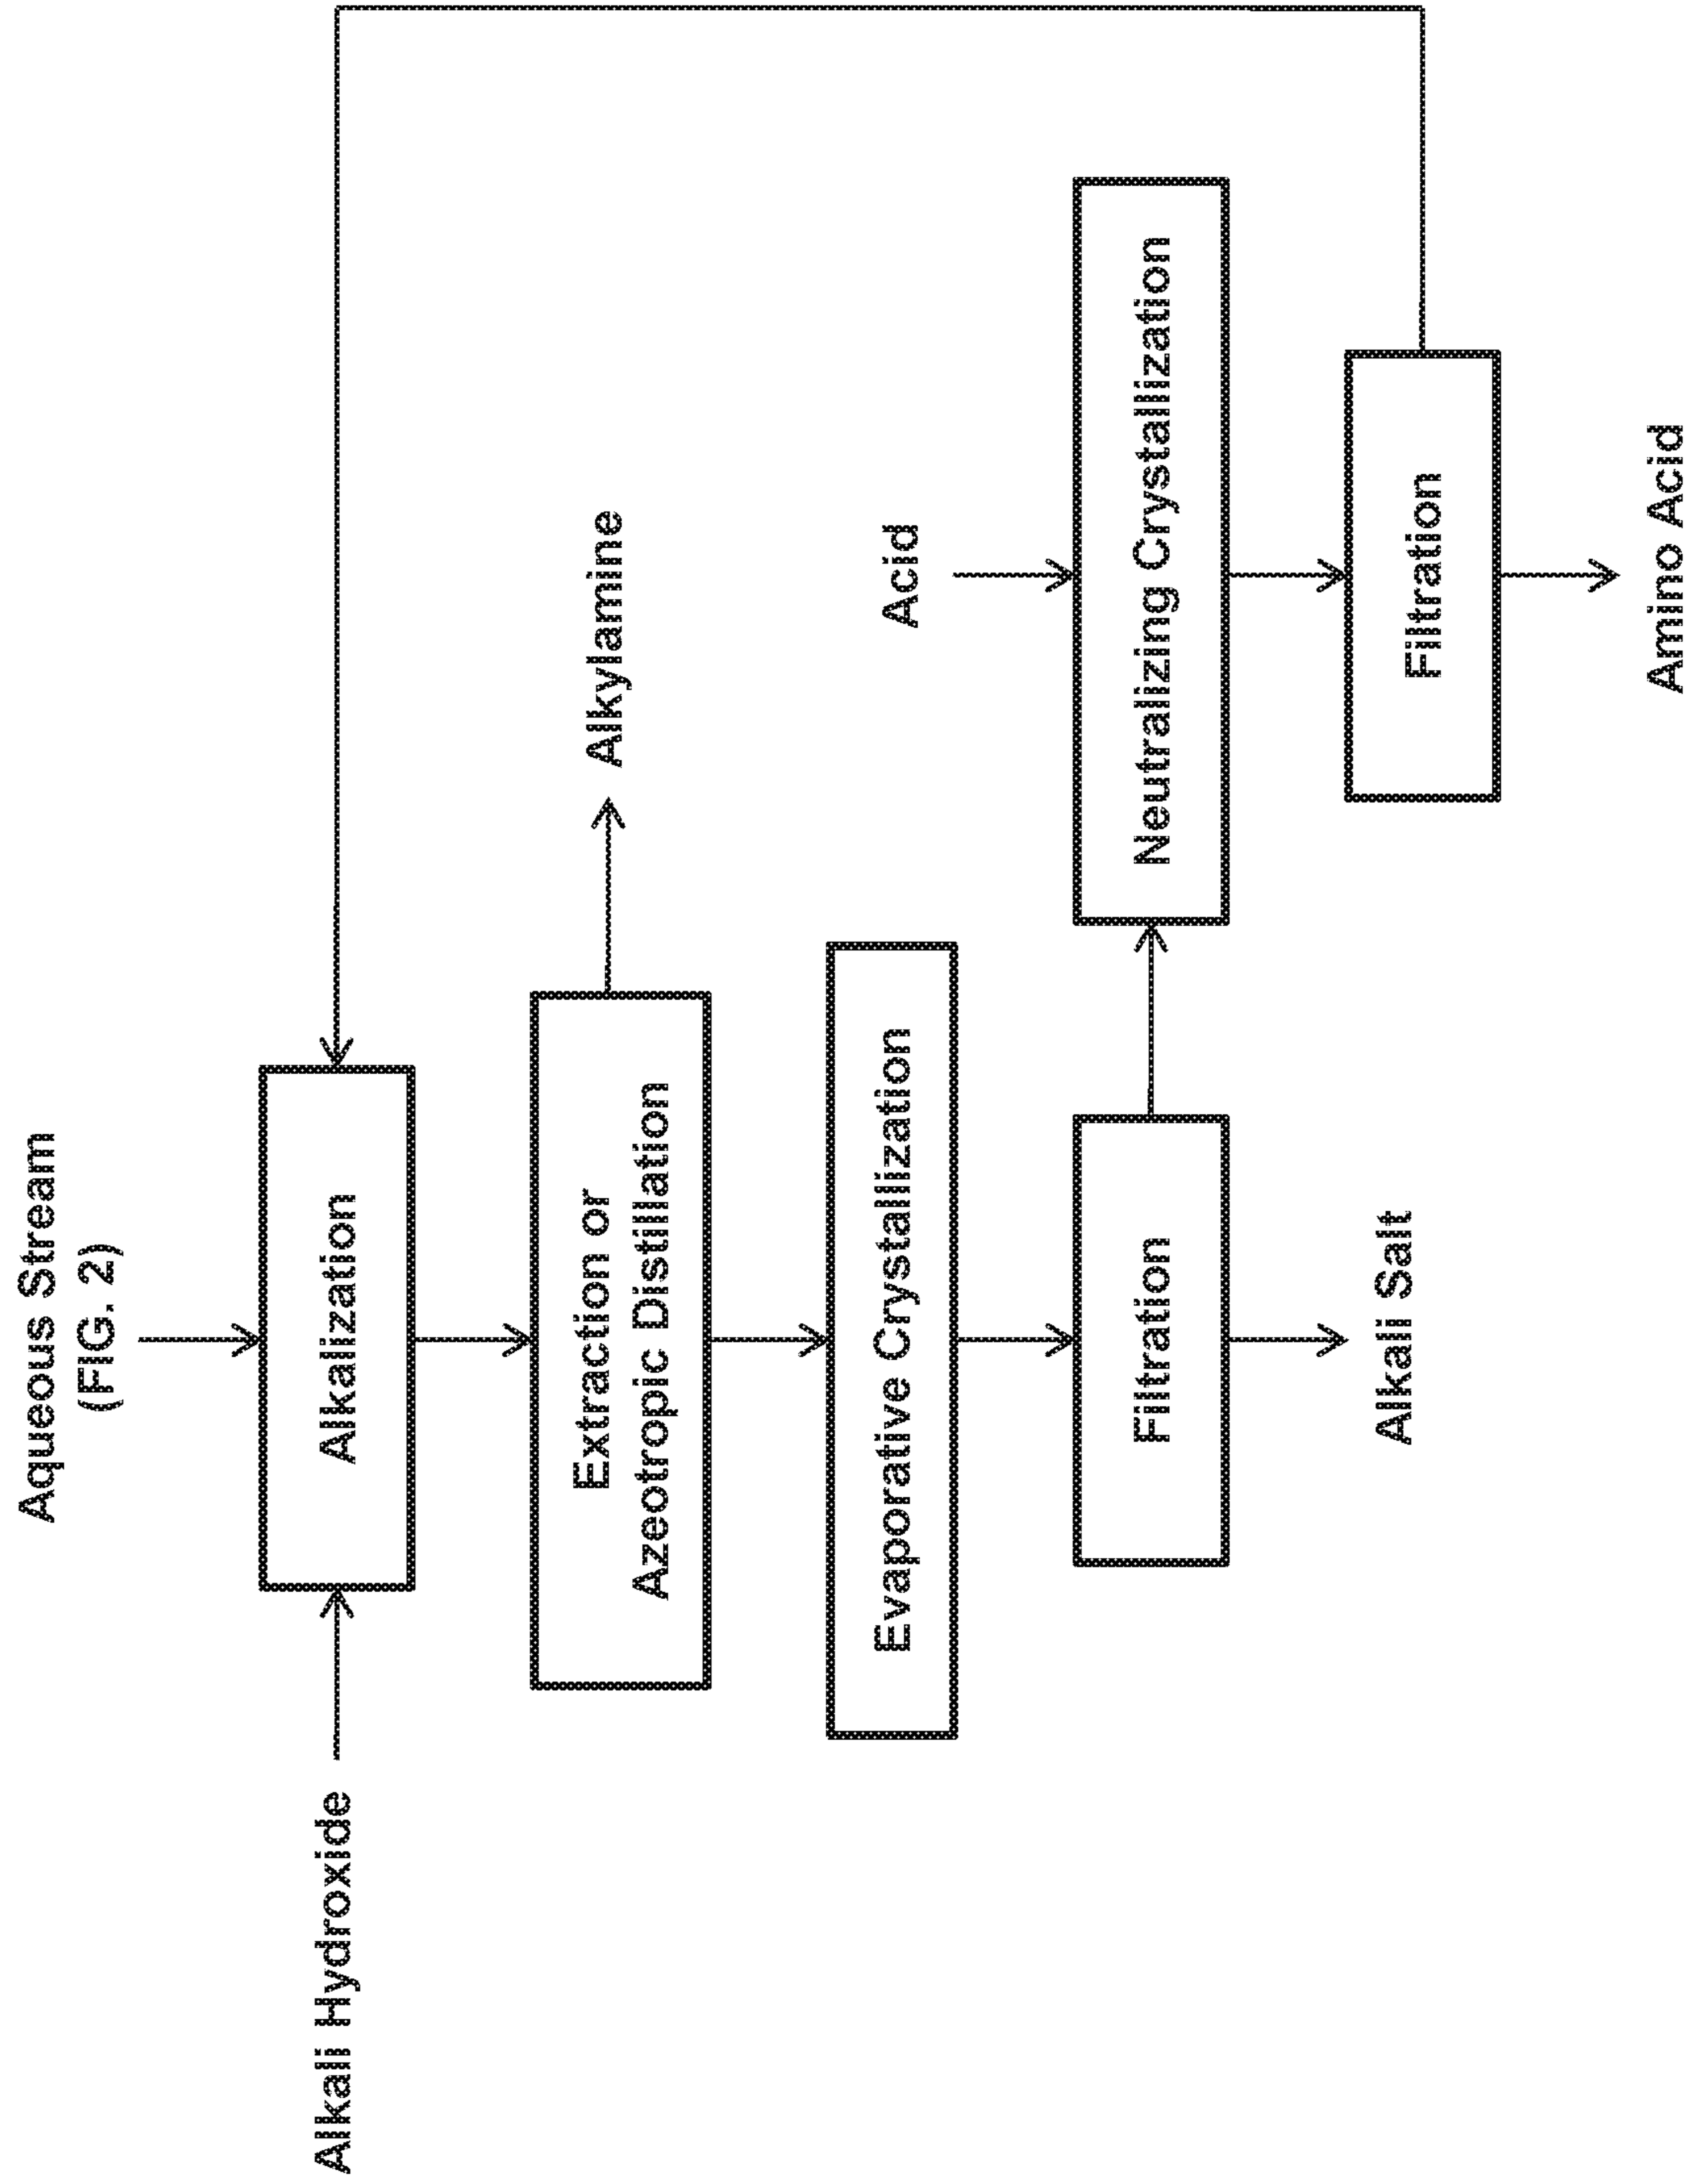 Aqueous Stream
(FIG. 2)
Alkali Hydroxide
Alkalization
Extraction or
Azeotropic Distillation
Alkylamine
Evaporative Crystallization
Acid
Filtration
Neutralizing Crystallization
Alkali Salt
Filtration
Amino Acid